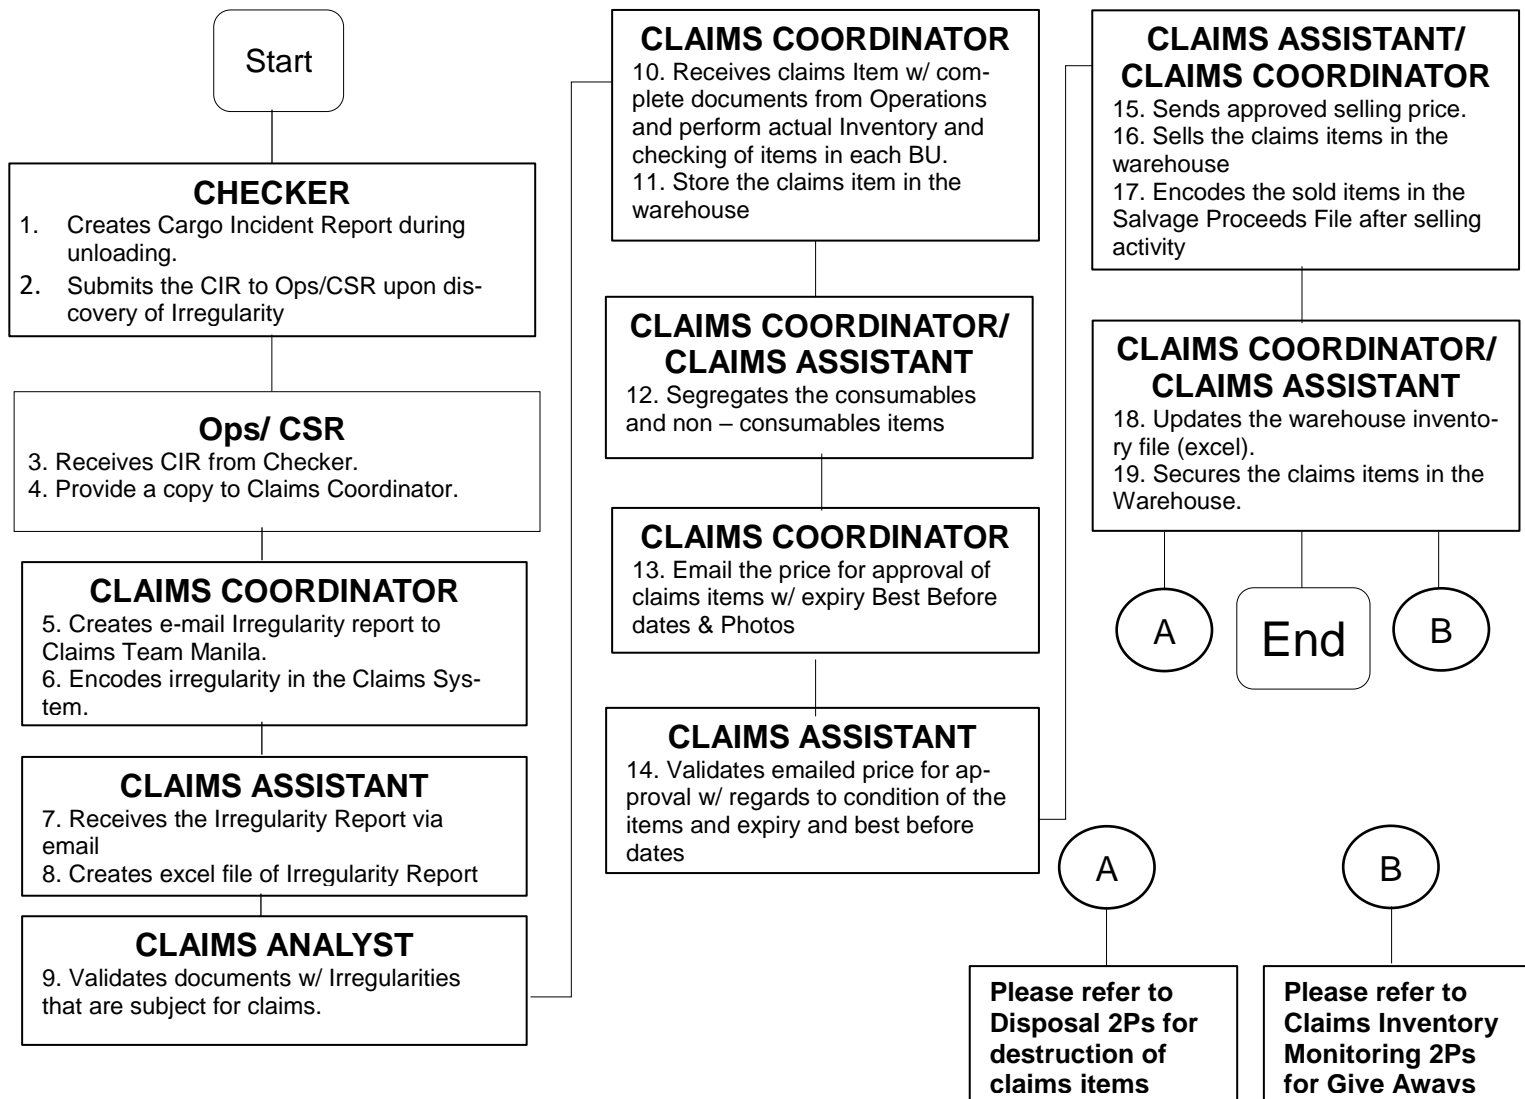 Start
CHECKER
1. Creates Cargo Incident Report during
unloading.
2. Submits the CIR to Ops/CSR upon dis-
covery of Irregularity
Ops/ CSR
3. Receives CIR from Checker.
4. Provide a copy to Claims Coordinator.
CLAIMS COORDINATOR
5. Creates e-mail Irregularity report to
Claims Team Manila.
6. Encodes irregularity in the Claims Sys-
tem.
CLAIMS ASSISTANT
7. Receives the Irregularity Report via
email
8. Creates excel file of Irregularity Report
CLAIMS ANALYST
9. Validates documents w/ Irregularities
that are subject for claims.
CLAIMS COORDINATOR
10. Receives claims Item w/ com-
plete documents from Operations
and perform actual Inventory and
checking of items in each BU.
11. Store the claims item in the
warehouse
CLAIMS COORDINATOR/
CLAIMS ASSISTANT
12. Segregates the consumables
and non – consumables items
CLAIMS COORDINATOR
13. Email the price for approval of
claims items w/ expiry Best Before
dates & Photos
CLAIMS ASSISTANT
14. Validates emailed price for ap-
proval w/ regards to condition of the
items and expiry and best before
dates
CLAIMS ASSISTANT/
CLAIMS COORDINATOR
15. Sends approved selling price.
16. Sells the claims items in the
warehouse
17. Encodes the sold items in the
Salvage Proceeds File after selling
activity
CLAIMS COORDINATOR/
CLAIMS ASSISTANT
18. Updates the warehouse invento-
ry file (excel).
19. Secures the claims items in the
Warehouse.
A
End
B
A
B
Please refer to
Disposal 2Ps for
destruction of
claims items
Please refer to
Claims Inventory
Monitoring 2Ps
for Give Aways